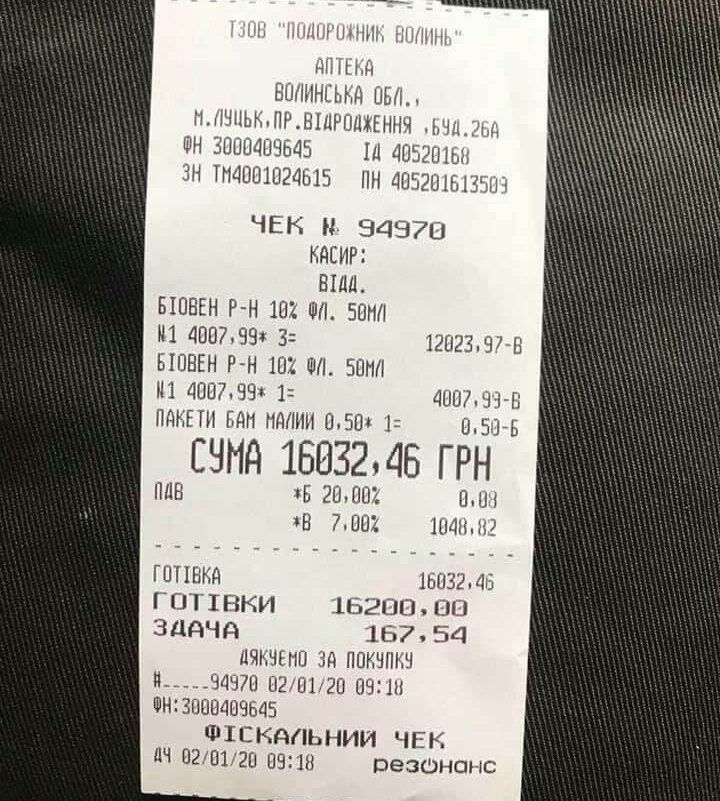 ТЗОВ "ПОДОРОЖНИК ВОЛИНЬ"
АПТЕКА
ВОЛИНСЬКА ОБЛ.,
М.ЛУЦЬК,ПР.ВІДРОДЖЕННЯ ,БУД.26А
ФН 3000409645 ІД 40520168
ЗН ТМ4001024615 ПН 405201613509
ЧЕК № 94970
КАСИР:
ВІДД.
БІОВЕН Р-Н 10% ФЛ. 50МЛ
№1 4007,99* 3= 12023,97-В
БІОВЕН Р-Н 10% ФЛ. 50МЛ
№1 4007,99* 1= 4007,99-В
ПАКЕТИ БАМ МАЛИЙ 0,50* 1= 0,50-Б
СУМА 16032,46 ГРН
ПДВ *Б 20,00% 0,08
*В 7,00% 1048,82
ГОТІВКА 16032,46
ГОТІВКИ 16200,00
ЗДАЧА 167,54
ДЯКУЄМО ЗА ПОКУПКУ
#.....94970 02/01/20 09:18
ФН:3000409645
ФІСКАЛЬНИЙ ЧЕК
ДЧ 02/01/20 09:18 резонанс